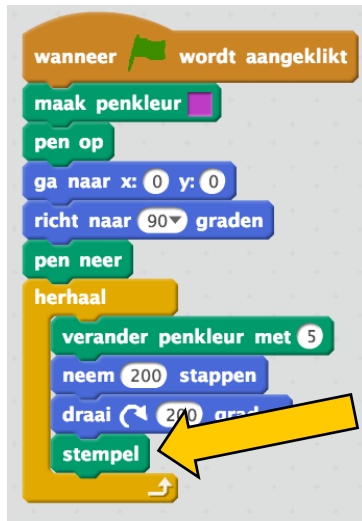 wanneer wordt aangeklikt
maak penkleur
pen op
ga naar x: 0 y: 0
richt naar 90 graden
pen neer
herhaal
verander penkleur met 5
neem 200 stappen
draai 200
stempel